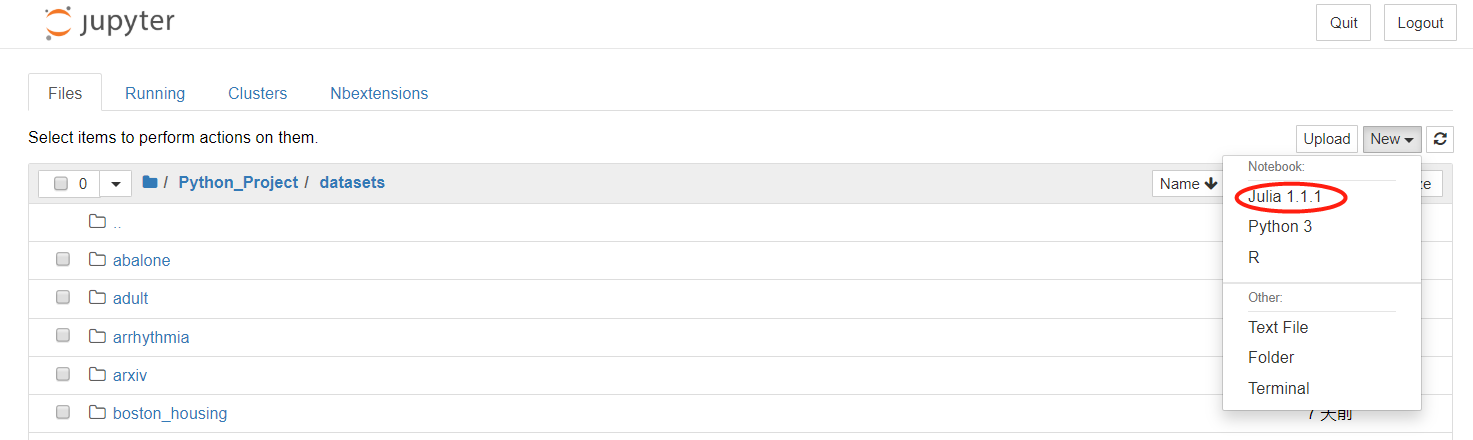 jupyter
Quit
Logout
Files
Running
Clusters
Nbextensions
Select items to perform actions on them.
Upload
New
0
/ Python_Project / datasets
Name
Notebook:
Julia 1.1.1
Python 3
R
Other:
Text File
Folder
Terminal
..
abalone
adult
arrhythmia
arxiv
boston_housing
7 天前